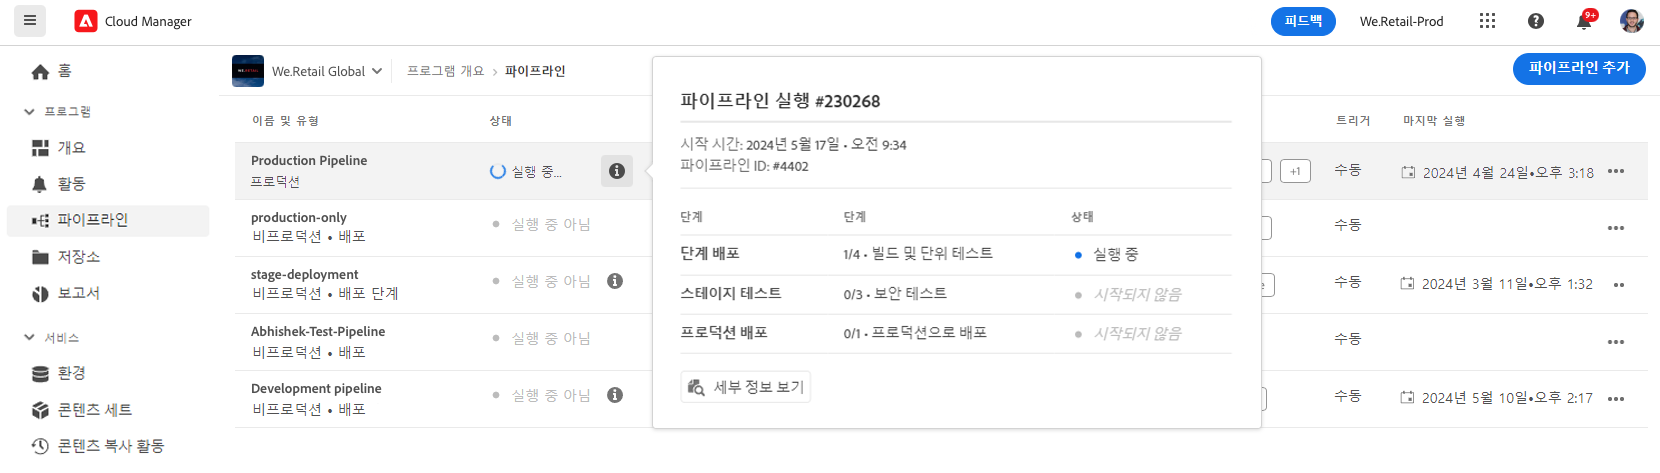 Cloud Manager
피드백
We.Retail-Prod
9+
홈
프로그램
개요
활동
파이프라인
저장소
보고서
서비스
환경
콘텐츠 세트
콘텐츠 복사 활동
WE.RETAIL
We.Retail Global
프로그램 개요 > 파이프라인
파이프라인 추가
이름 및 유형 상태 트리거 마지막 실행
Production Pipeline
프로덕션
실행 중...
+1
수동
2024년 4월 24일•오후 3:18
production-only
비프로덕션 • 배포
실행 중 아님
수동
stage-deployment
비프로덕션 • 배포 단계
실행 중 아님
e
수동
2024년 3월 11일•오후 1:32
Abhishek-Test-Pipeline
비프로덕션 • 배포
실행 중 아님
수동
Development pipeline
비프로덕션 • 배포
실행 중 아님
수동
2024년 5월 10일•오후 2:17
파이프라인 실행 #230268
시작 시간: 2024년 5월 17일 • 오전 9:34
파이프라인 ID: #4402
단계 단계 상태
단계 배포 1/4 • 빌드 및 단위 테스트 실행 중
스테이지 테스트 0/3 • 보안 테스트 시작되지 않음
프로덕션 배포 0/1 • 프로덕션으로 배포 시작되지 않음
세부 정보 보기